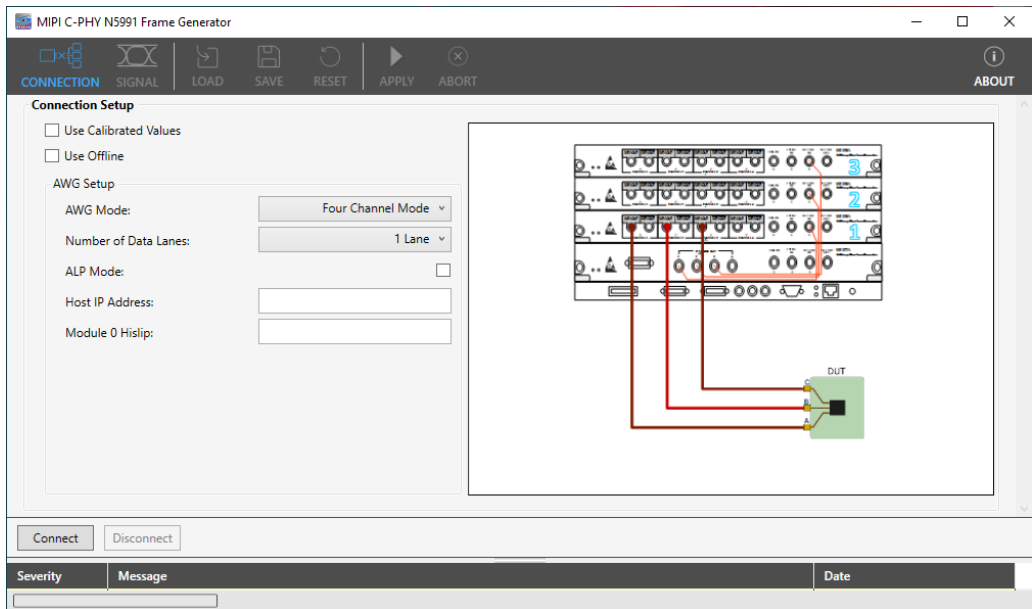 MIPI C-PHY N5991 Frame Generator
CONNECTION SIGNAL LOAD SAVE RESET APPLY ABORT ABOUT
Connection Setup
Use Calibrated Values
Use Offline
AWG Setup
AWG Mode: Four Channel Mode
Number of Data Lanes: 1 Lane
ALP Mode:
Host IP Address:
Module 0 Hislip:
3
2
1
DUT
C
B
A
Connect Disconnect
Severity Message Date